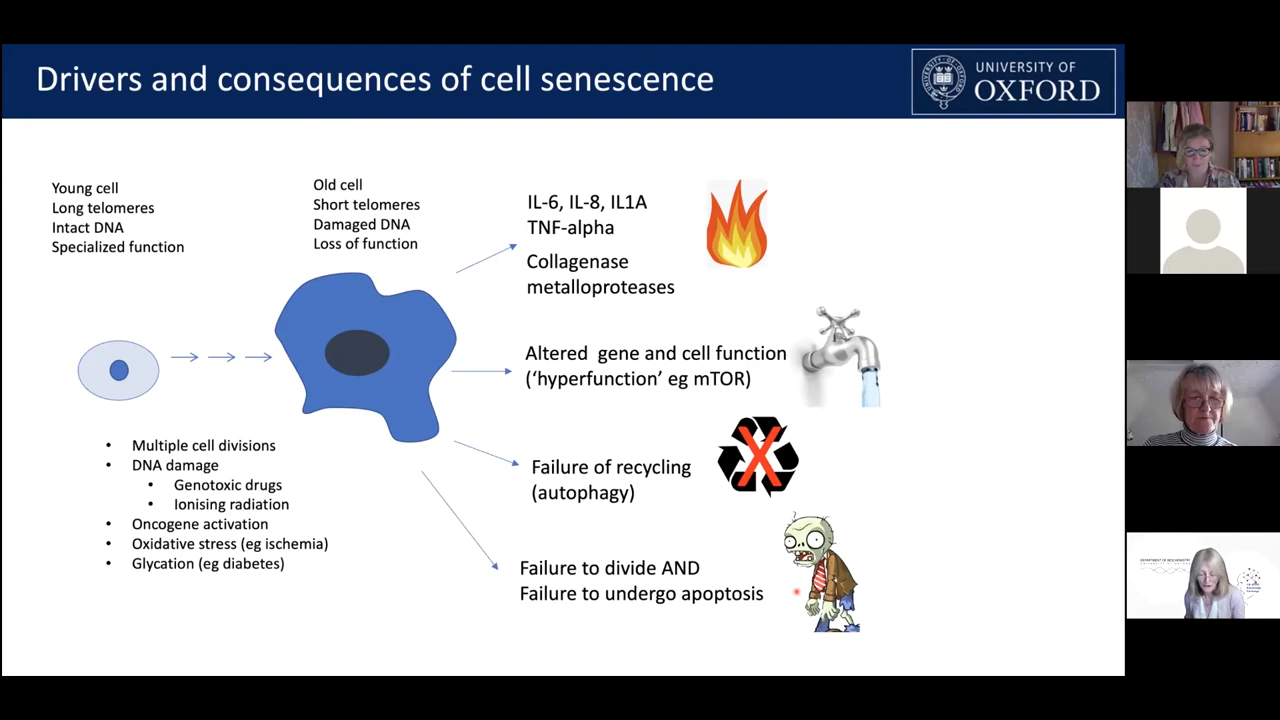 Drivers and consequences of cell senescence
UNIVERSITY OF
OXFORD
Young cell
Long telomeres
Intact DNA
Specialized function
Old cell
Short telomeres
Damaged DNA
Loss of function
IL-6, IL-8, IL1A
TNF-alpha
Collagenase
metalloproteases
Altered gene and cell function
(‘hyperfunction’ eg mTOR)
Failure of recycling
(autophagy)
Failure to divide AND
Failure to undergo apoptosis
• Multiple cell divisions
• DNA damage
• Genotoxic drugs
• Ionising radiation
• Oncogene activation
• Oxidative stress (eg ischemia)
• Glycation (eg diabetes)
DEPARTMENT OF BIOCHEMISTRY